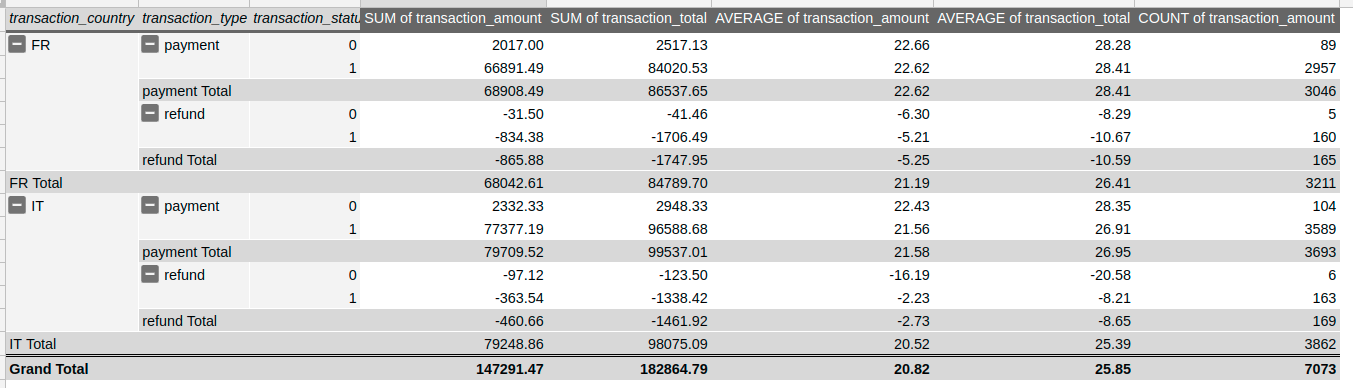 transaction_country transaction_type transaction_statu SUM of transaction_amount SUM of transaction_total AVERAGE of transaction_amount AVERAGE of transaction_total COUNT of transaction_amount
FR payment 0 2017.00 2517.13 22.66 28.28 89
1 66891.49 84020.53 22.62 28.41 2957
payment Total 68908.49 86537.65 22.62 28.41 3046
refund 0 -31.50 -41.46 -6.30 -8.29 5
1 -834.38 -1706.49 -5.21 -10.67 160
refund Total -865.88 -1747.95 -5.25 -10.59 165
FR Total 68042.61 84789.70 21.19 26.41 3211
IT payment 0 2332.33 2948.33 22.43 28.35 104
1 77377.19 96588.68 21.56 26.91 3589
payment Total 79709.52 99537.01 21.58 26.95 3693
refund 0 -97.12 -123.50 -16.19 -20.58 6
1 -363.54 -1338.42 -2.23 -8.21 163
refund Total -460.66 -1461.92 -2.73 -8.65 169
IT Total 79248.86 98075.09 20.52 25.39 3862
Grand Total 147291.47 182864.79 20.82 25.85 7073